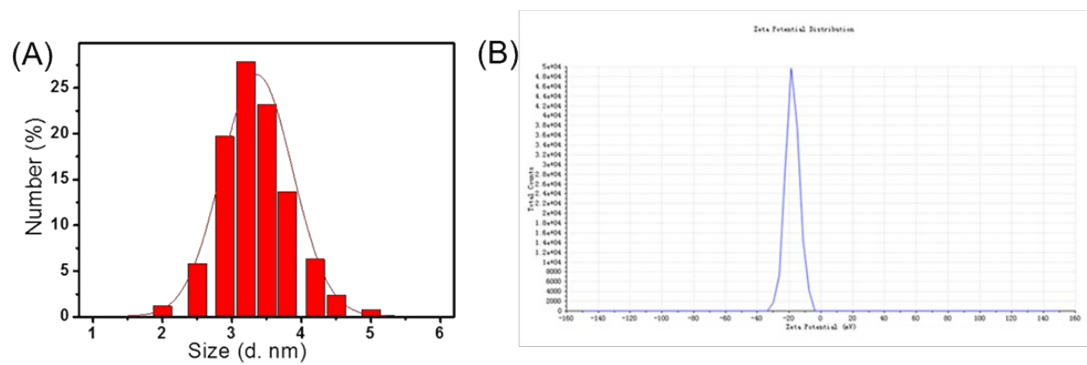 (A)
25
20
15
10
5
0
Number (%)
1 2 3 4 5 6
Size (d. nm)
(B)
Zeta Potential Distribution
5e+04
4.8e+04
4.6e+04
4.4e+04
4.2e+04
4e+04
3.8e+04
3.6e+04
3.4e+04
3.2e+04
3e+04
2.8e+04
2.6e+04
2.4e+04
2.2e+04
2e+04
1.8e+04
1.6e+04
1.4e+04
1.2e+04
1e+04
8000
6000
4000
2000
0
Total Counts
-160 -140 -120 -100 -80 -60 -40 -20 0 20 40 60 80 100 120 140 160
Zeta Potential (mV)